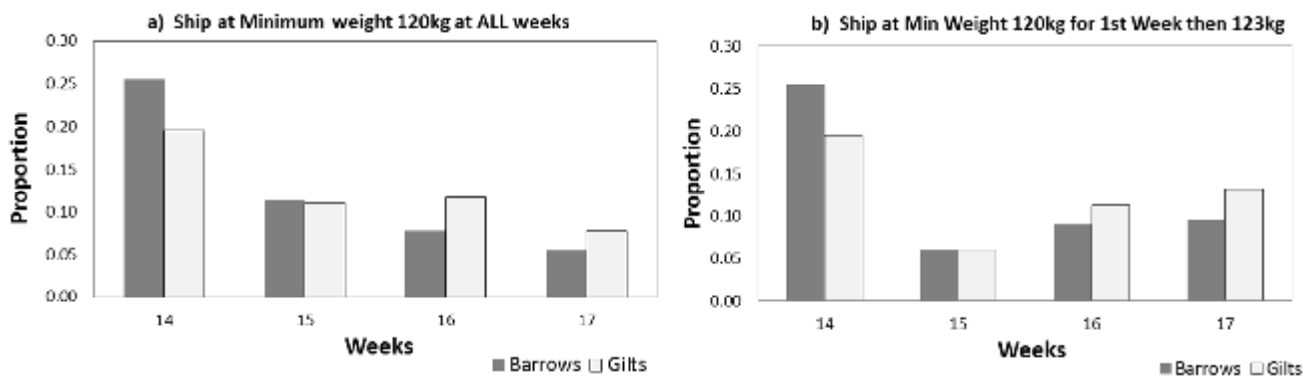 a) Ship at Minimum weight 120kg at ALL weeks
0.30
0.25
0.20
0.15
0.10
0.05
0.00
Proportion
14 15 16 17
Weeks
Barrows Gilts
b) Ship at Min Weight 120kg for 1st Week then 123kg
0.30
0.25
0.20
0.15
0.10
0.05
0.00
Proportion
14 15 16 17
Weeks
Barrows Gilts